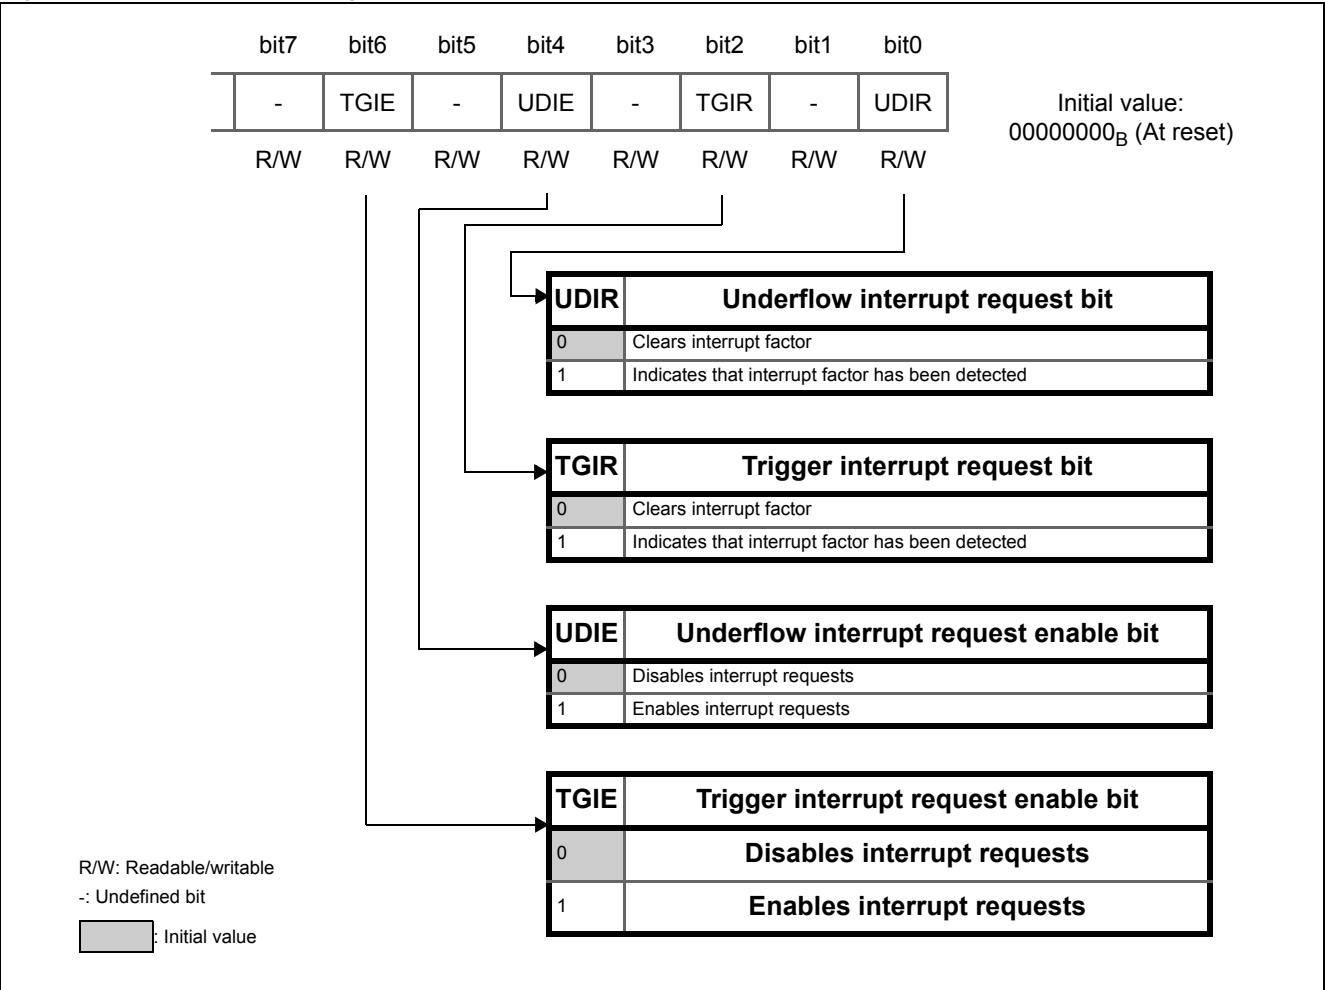 bit7 bit6 bit5 bit4 bit3 bit2 bit1 bit0
- TGIE - UDIE - TGIR - UDIR
Initial value:
00000000B (At reset)
R/W R/W R/W R/W R/W R/W R/W R/W
UDIR Underflow interrupt request bit
0 Clears interrupt factor
1 Indicates that interrupt factor has been detected
TGIR Trigger interrupt request bit
0 Clears interrupt factor
1 Indicates that interrupt factor has been detected
UDIE Underflow interrupt request enable bit
0 Disables interrupt requests
1 Enables interrupt requests
TGIE Trigger interrupt request enable bit
0 Disables interrupt requests
1 Enables interrupt requests
R/W: Readable/writable
-: Undefined bit
: Initial value